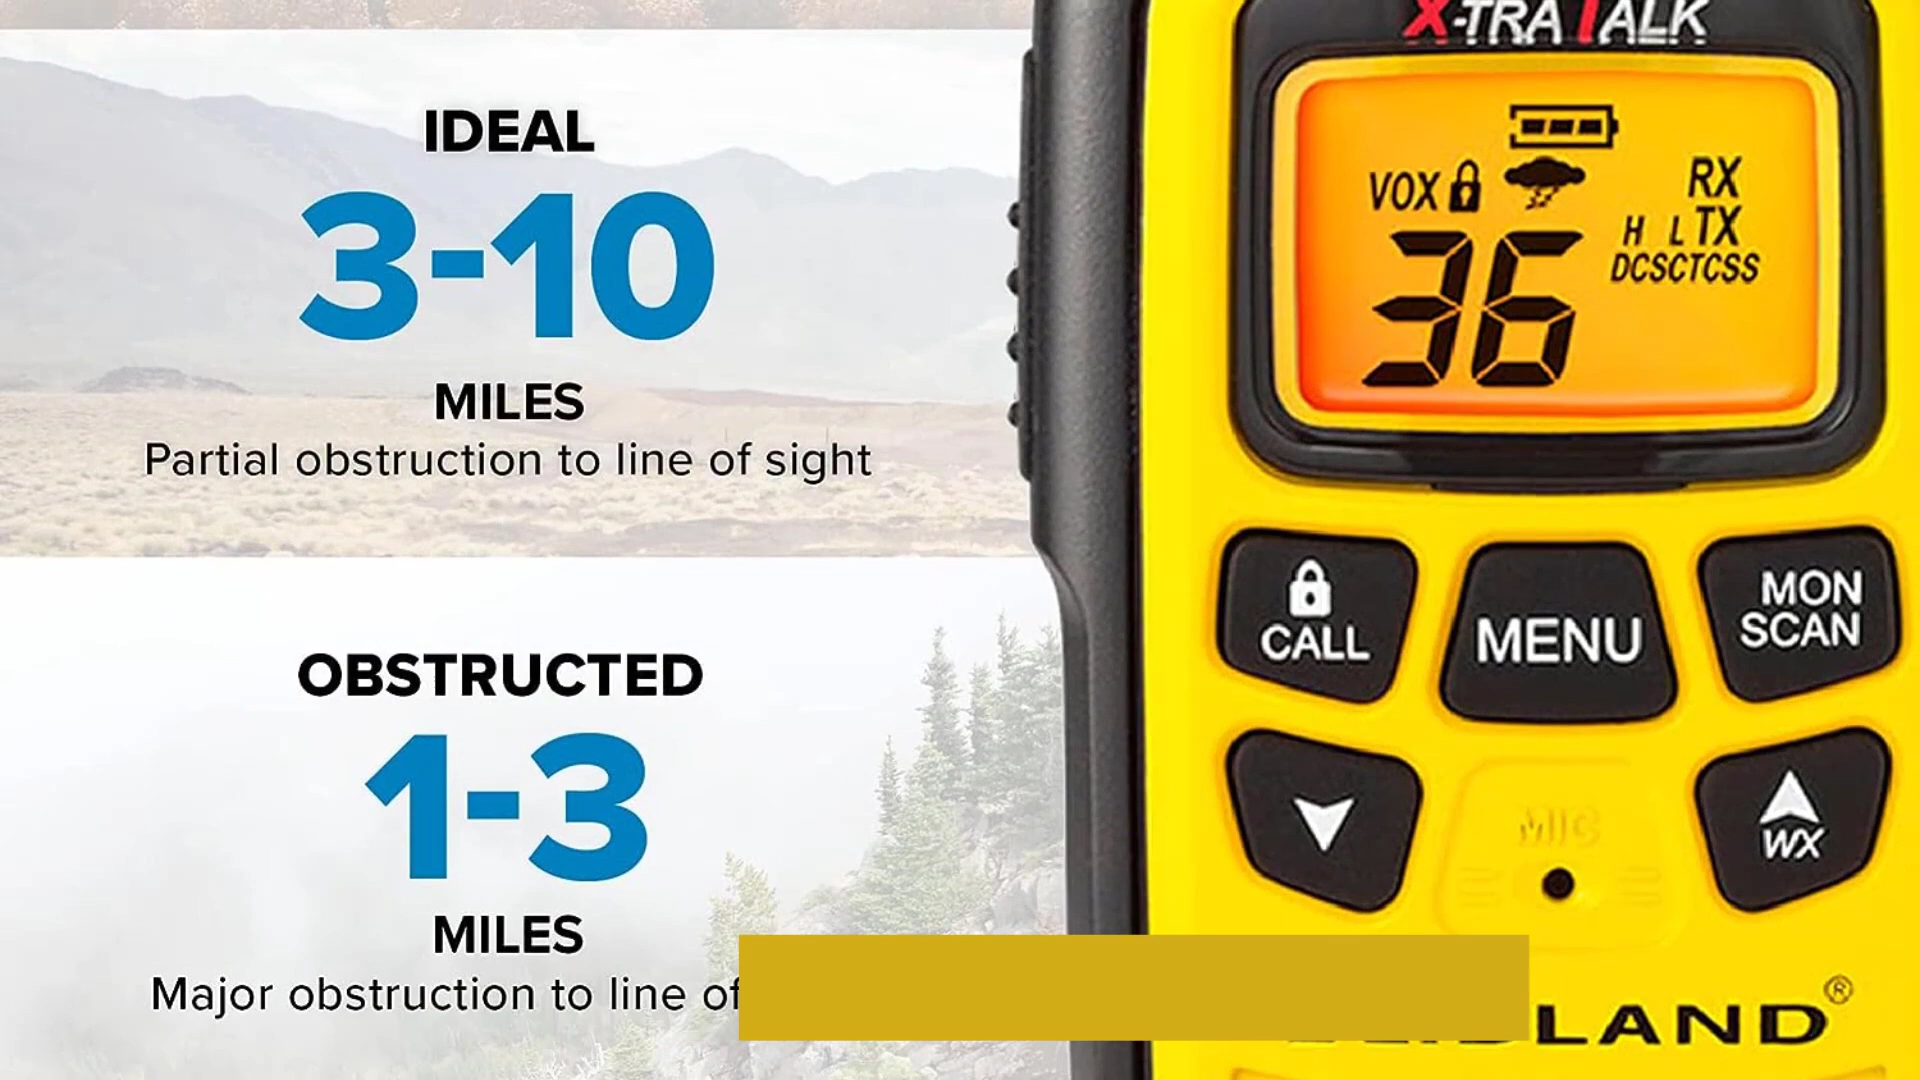 IDEAL
3-10
MILES
Partial obstruction to line of sight
OBSTRUCTED
1-3
MILES
Major obstruction to line of
X-TRA TALK
VOX RX
H L TX
DCSCTCSS
36
CALL
MENU
MON
SCAN
WX
MIC